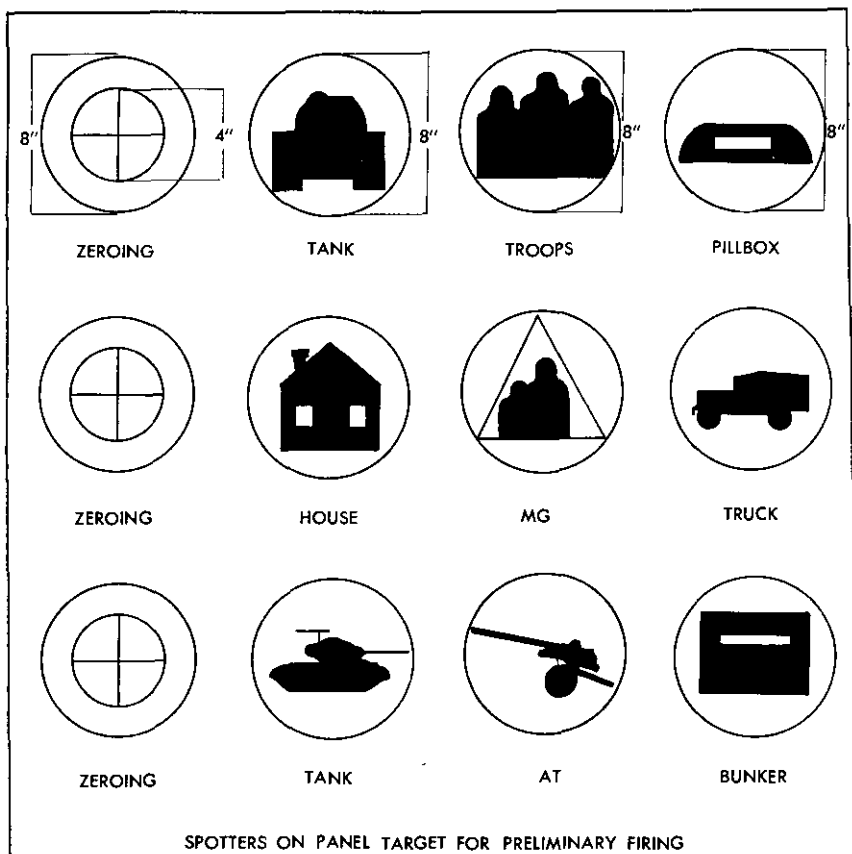 8" 4" 8" 8" 8"
ZEROING TANK TROOPS PILLBOX
ZEROING HOUSE MG TRUCK
ZEROING TANK AT BUNKER
SPOTTERS ON PANEL TARGET FOR PRELIMINARY FIRING